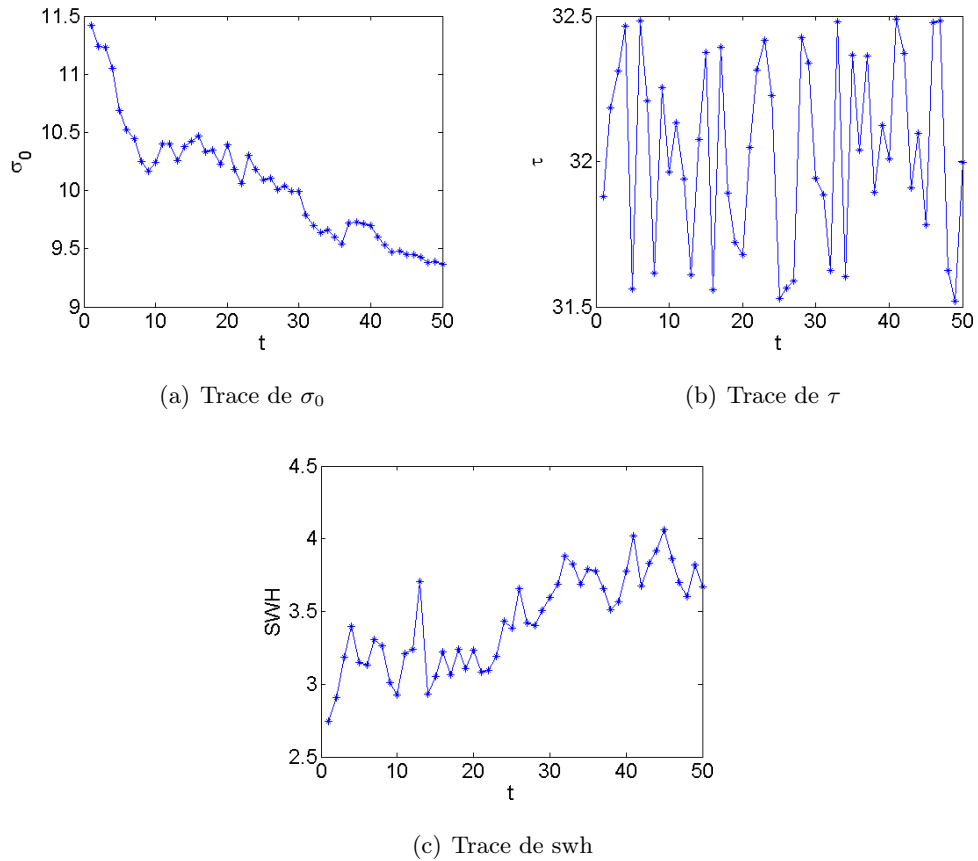 11.5
11
10.5
10
9.5
9
σ0
0 10 20 30 40 50
t
(a) Trace de σ0
32.5
32
31.5
τ
0 10 20 30 40 50
t
(b) Trace de τ
4.5
4
3.5
3
2.5
SWH
0 10 20 30 40 50
t
(c) Trace de swh